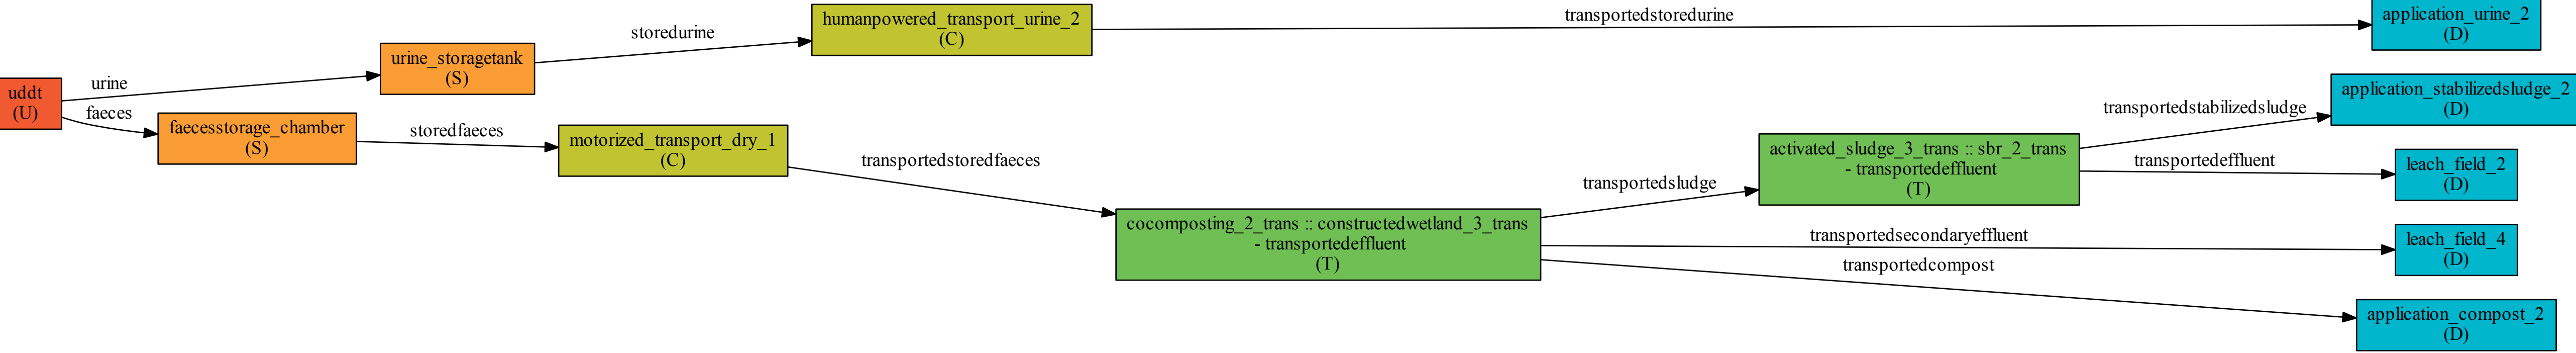 uddt
(U)
urine
faeces
urine_storagetank
(S)
faecesstorage_chamber
(S)
storedurine
storedfaeces
humanpowered_transport_urine_2
(C)
motorized_transport_dry_1
(C)
transportedstoredurine
transportedstoredfaeces
cocomposting_2_trans :: constructedwetland_3_trans
- transportedeffluent
(T)
transportedsludge
transportedsecondaryeffluent
transportedcompost
activated_sludge_3_trans :: sbr_2_trans
- transportedeffluent
(T)
transportedstabilizedsludge
transportedeffluent
application_urine_2
(D)
application_stabilizedsludge_2
(D)
leach_field_2
(D)
leach_field_4
(D)
application_compost_2
(D)